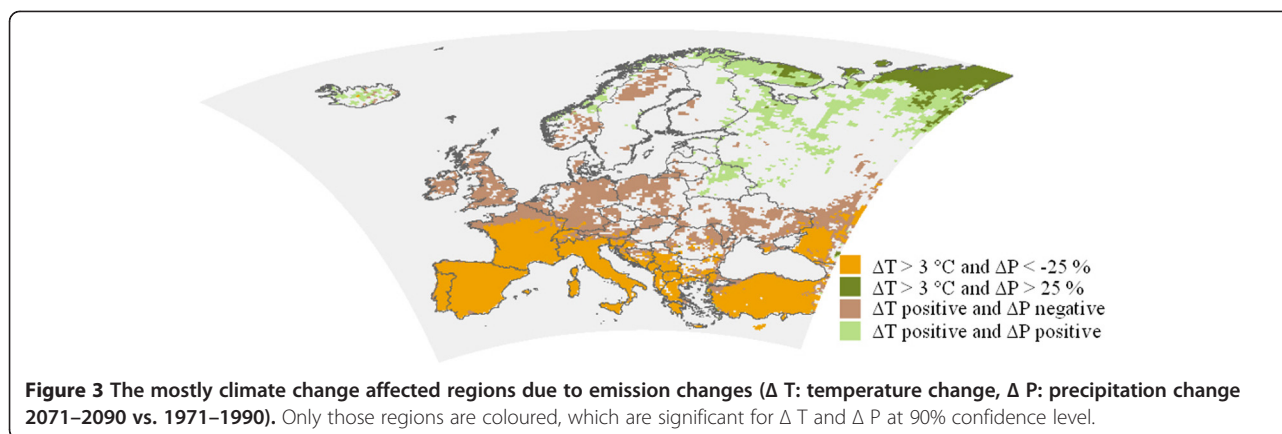 ΔT > 3 °C and ΔP < -25 %
ΔT > 3 °C and ΔP > 25 %
ΔT positive and ΔP negative
ΔT positive and ΔP positive
Figure 3 The mostly climate change affected regions due to emission changes (Δ T: temperature change, Δ P: precipitation change
2071–2090 vs. 1971–1990). Only those regions are coloured, which are significant for Δ T and Δ P at 90% confidence level.